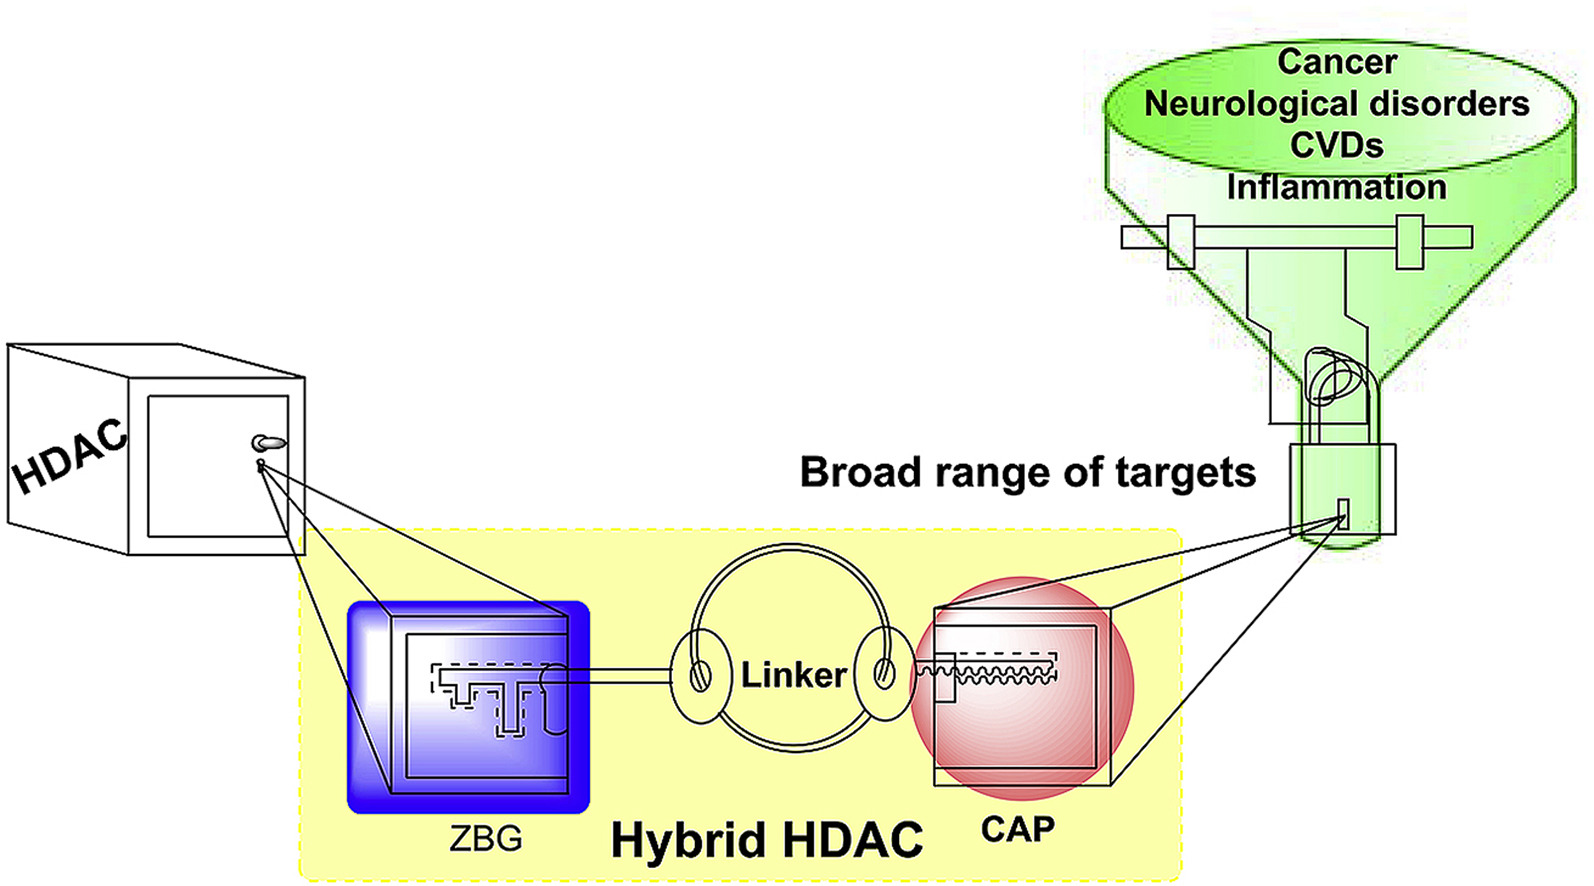 Cancer
Neurological disorders
CVDs
Inflammation
HDAC
Broad range of targets
Linker
ZBG
Hybrid HDAC
CAP